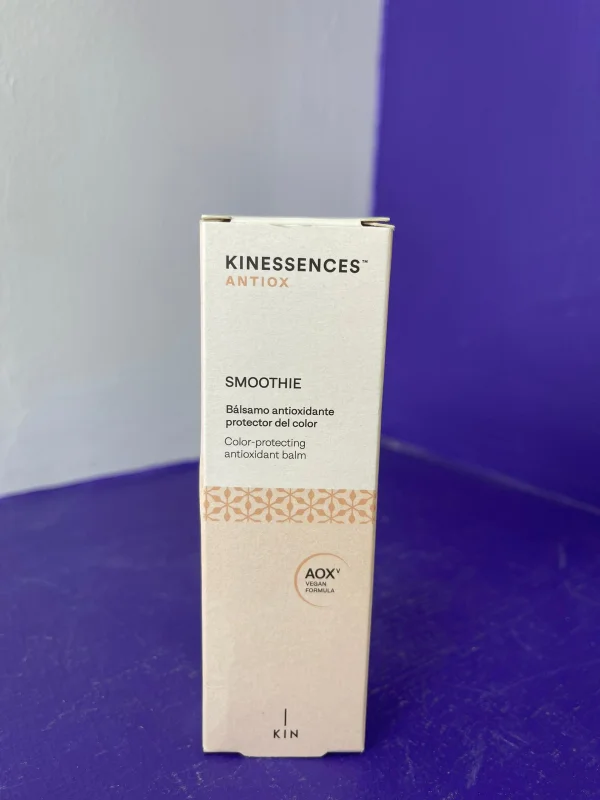 KINESSENCES™
ANTIOX
SMOOTHIE
Bálsamo antioxidante
protector del color
Color-protecting
antioxidant balm
AOXV
VEGAN
FORMULA
KIN